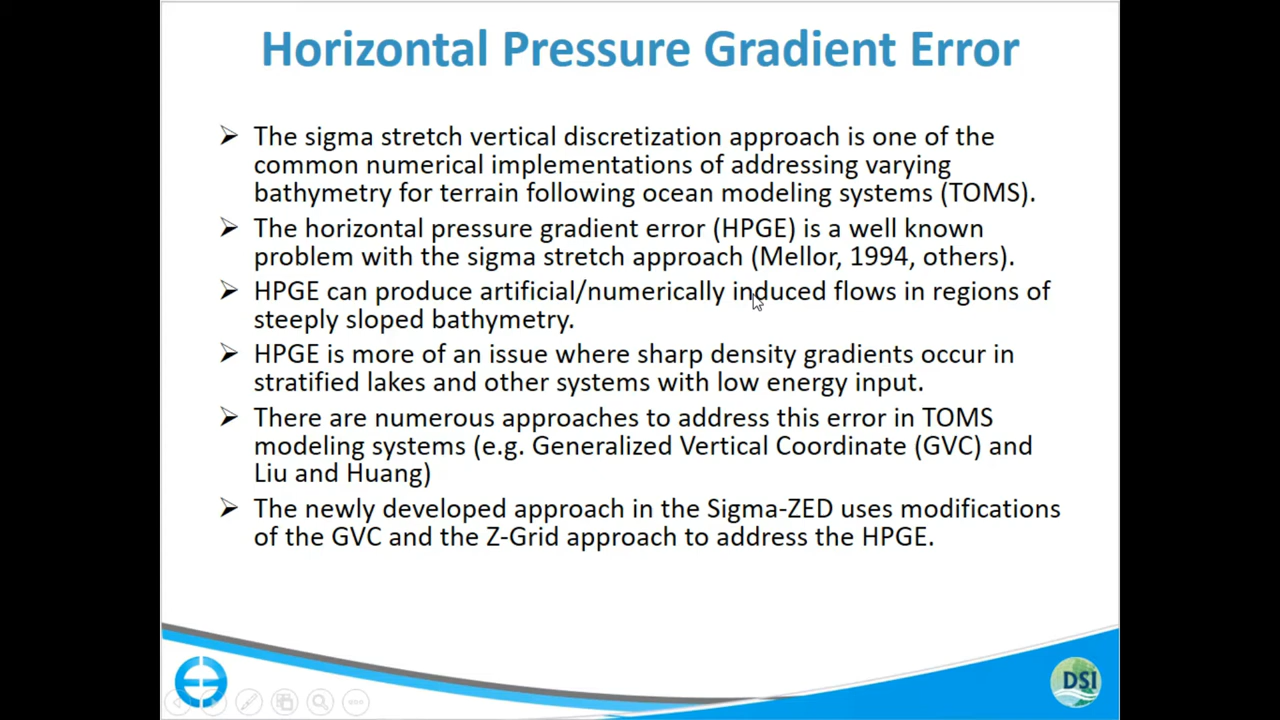 Horizontal Pressure Gradient Error
The sigma stretch vertical discretization approach is one of the
common numerical implementations of addressing varying
bathymetry for terrain following ocean modeling systems (TOMS).
The horizontal pressure gradient error (HPGE) is a well known
problem with the sigma stretch approach (Mellor, 1994, others).
HPGE can produce artificial/numerically induced flows in regions of
steeply sloped bathymetry.
HPGE is more of an issue where sharp density gradients occur in
stratified lakes and other systems with low energy input.
There are numerous approaches to address this error in TOMS
modeling systems (e.g. Generalized Vertical Coordinate (GVC) and
Liu and Huang)
The newly developed approach in the Sigma-ZED uses modifications
of the GVC and the Z-Grid approach to address the HPGE.
DSI